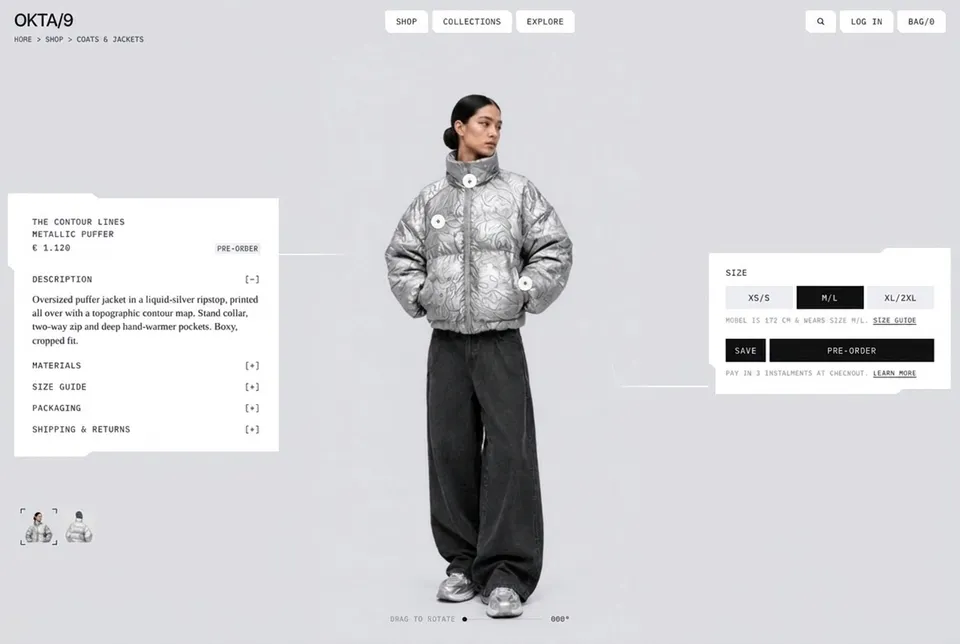 OKTA/9
SHOP
COLLECTIONS
EXPLORE
LOG IN
BAG/0
HOME > SHOP > COATS & JACKETS
THE CONTOUR LINES
METALLIC PUFFER
€ 1.120
PRE-ORDER
DESCRIPTION [−]
Oversized puffer jacket in a liquid-silver ripstop, printed
all over with a topographic contour map. Stand collar,
two-way zip and deep hand-warmer pockets. Boxy,
cropped fit.
MATERIALS [+]
SIZE GUIDE [+]
PACKAGING [+]
SHIPPING & RETURNS [+]
SIZE
XS/S
M/L
XL/2XL
MODEL IS 172 CM & WEARS SIZE M/L. SIZE GUIDE
SAVE
PRE-ORDER
PAY IN 3 INSTALMENTS AT CHECKOUT. LEARN MORE
DRAG TO ROTATE
000°